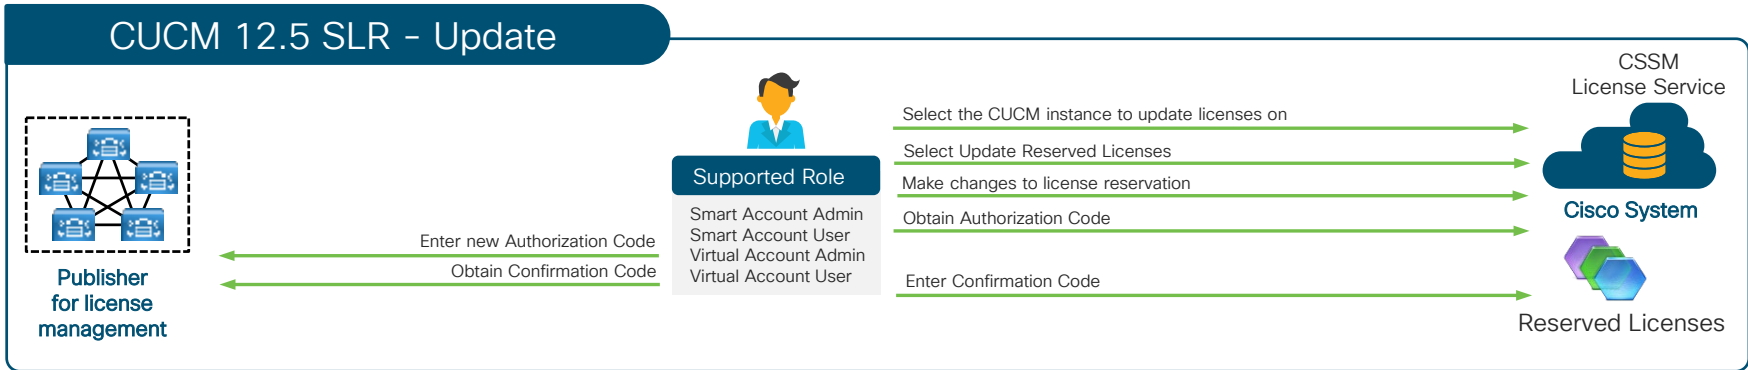 CUCM 12.5 SLR - Update
CSSM
License Service
Select the CUCM instance to update licenses on
Select Update Reserved Licenses
Make changes to license reservation
Obtain Authorization Code
Cisco System
Supported Role
Smart Account Admin
Smart Account User
Virtual Account Admin
Virtual Account User
Enter new Authorization Code
Obtain Confirmation Code
Publisher
for license
management
Enter Confirmation Code
Reserved Licenses